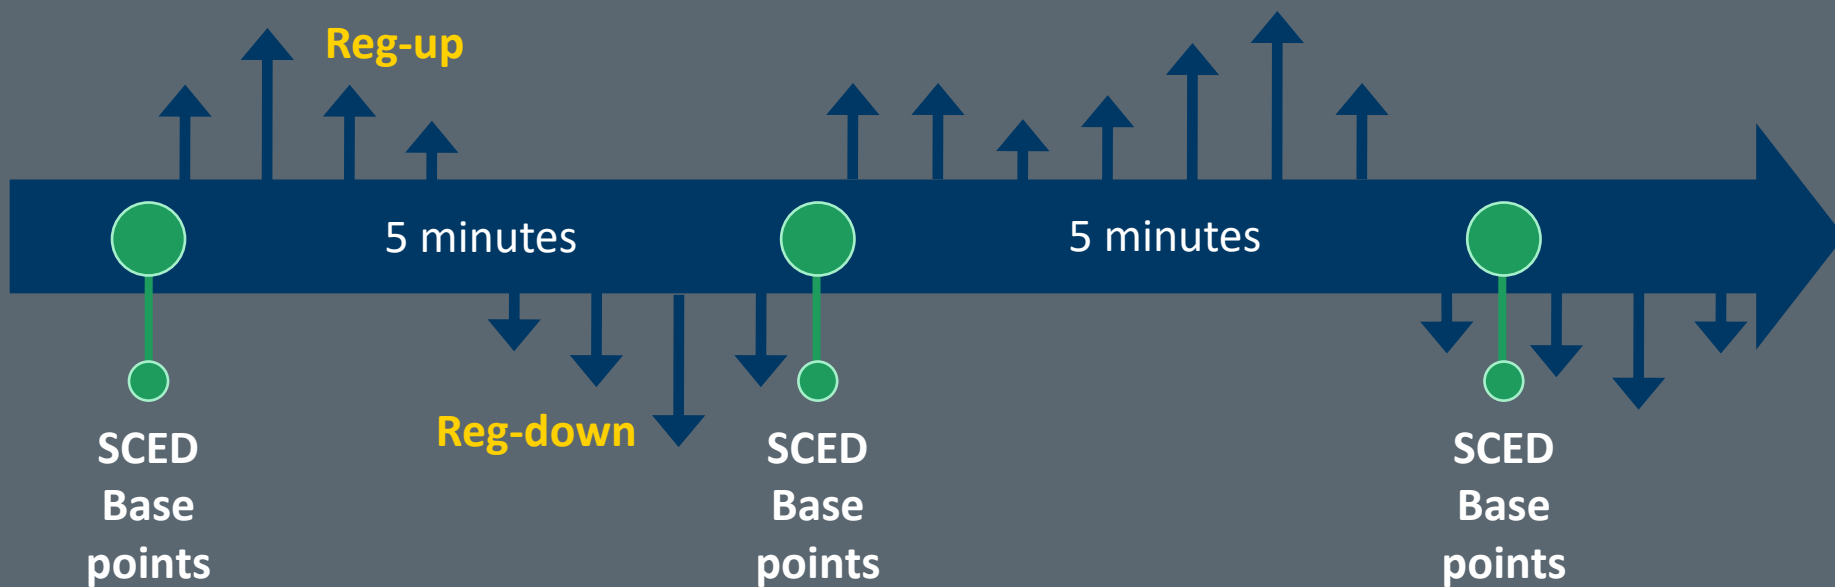 Reg-up
5 minutes
5 minutes
Reg-down
SCED
Base
points
SCED
Base
points
SCED
Base
points